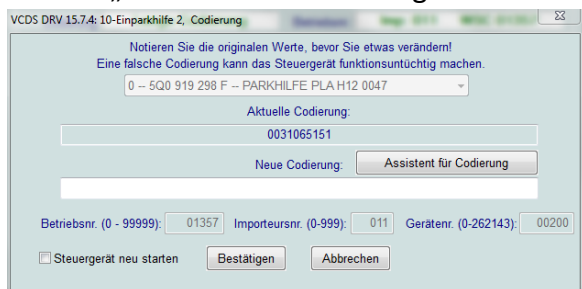 VCDS DRV 15.7.4: 10-Einparkhilfe 2, Codierung
Notieren Sie die originalen Werte, bevor Sie etwas verändern!
Eine falsche Codierung kann das Steuergerät funktionsuntüchtig machen.
0 -- 5Q0 919 298 F -- PARKHILFE PLA H12 0047
Aktuelle Codierung:
0031065151
Neue Codierung: Assistent für Codierung
Betriebsnr. (0 - 99999): 01357 Importeursnr. (0-999): 011 Gerätenr. (0-262143): 00200
Steuergerät neu starten Bestätigen Abbrechen